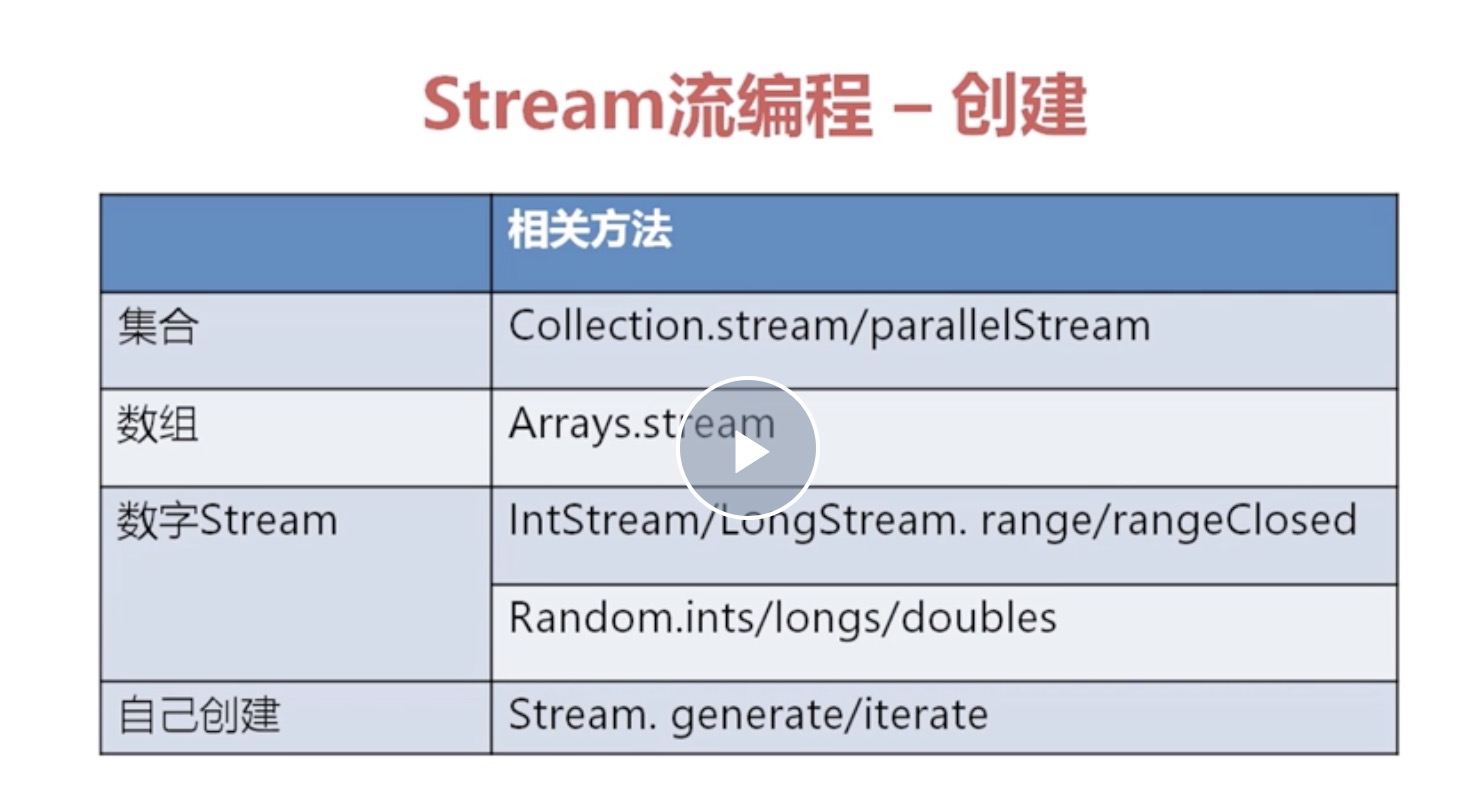 Stream流编程 – 创建
相关方法
集合
Collection.stream/parallelStream
数组
Arrays.stream
数字Stream
IntStream/LongStream. range/rangeClosed
Random.ints/longs/doubles
自己创建
Stream. generate/iterate